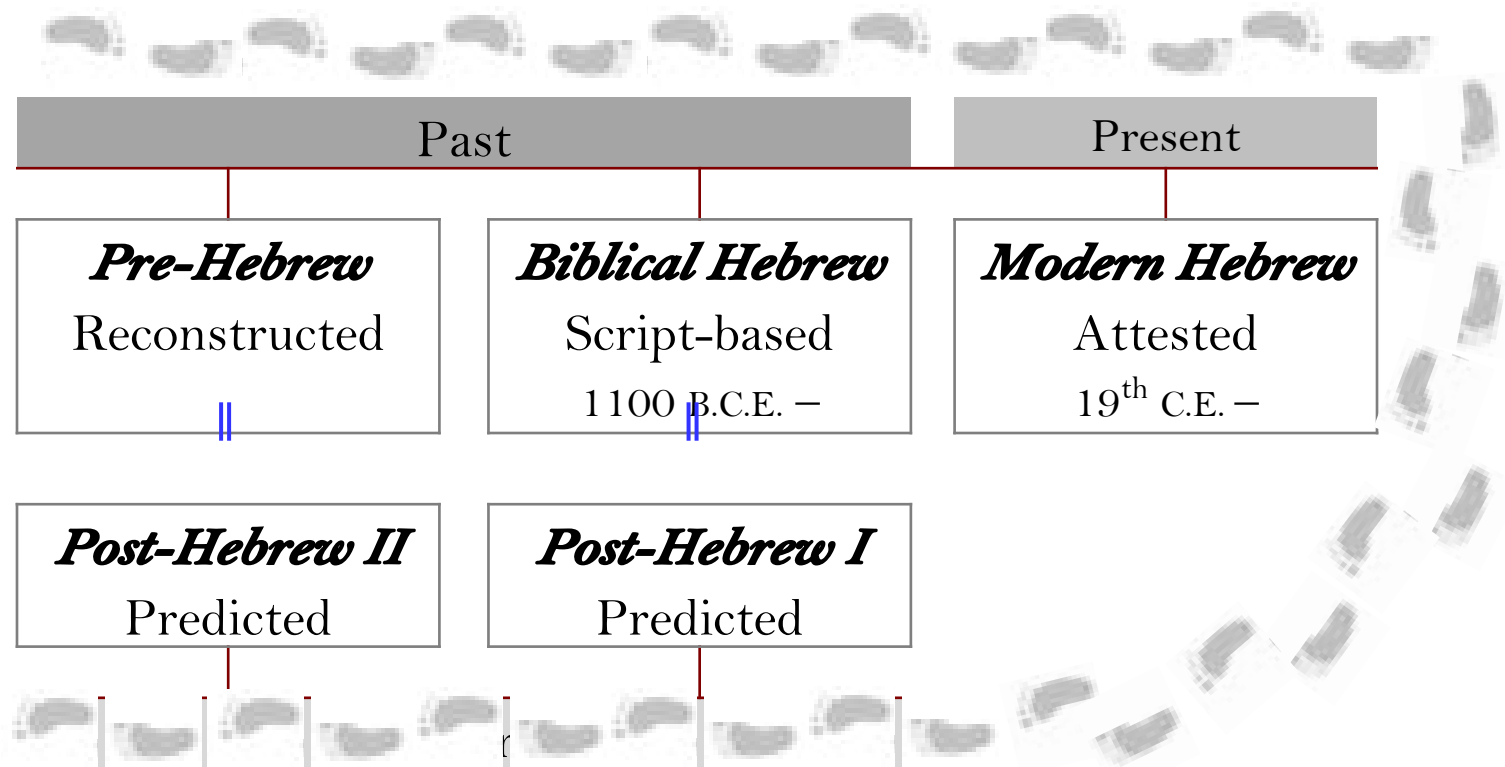 Past
Present
Pre-Hebrew
Reconstructed
Biblical Hebrew
Script-based
1100 B.C.E. –
Modern Hebrew
Attested
19th C.E. –
Post-Hebrew II
Predicted
Post-Hebrew I
Predicted